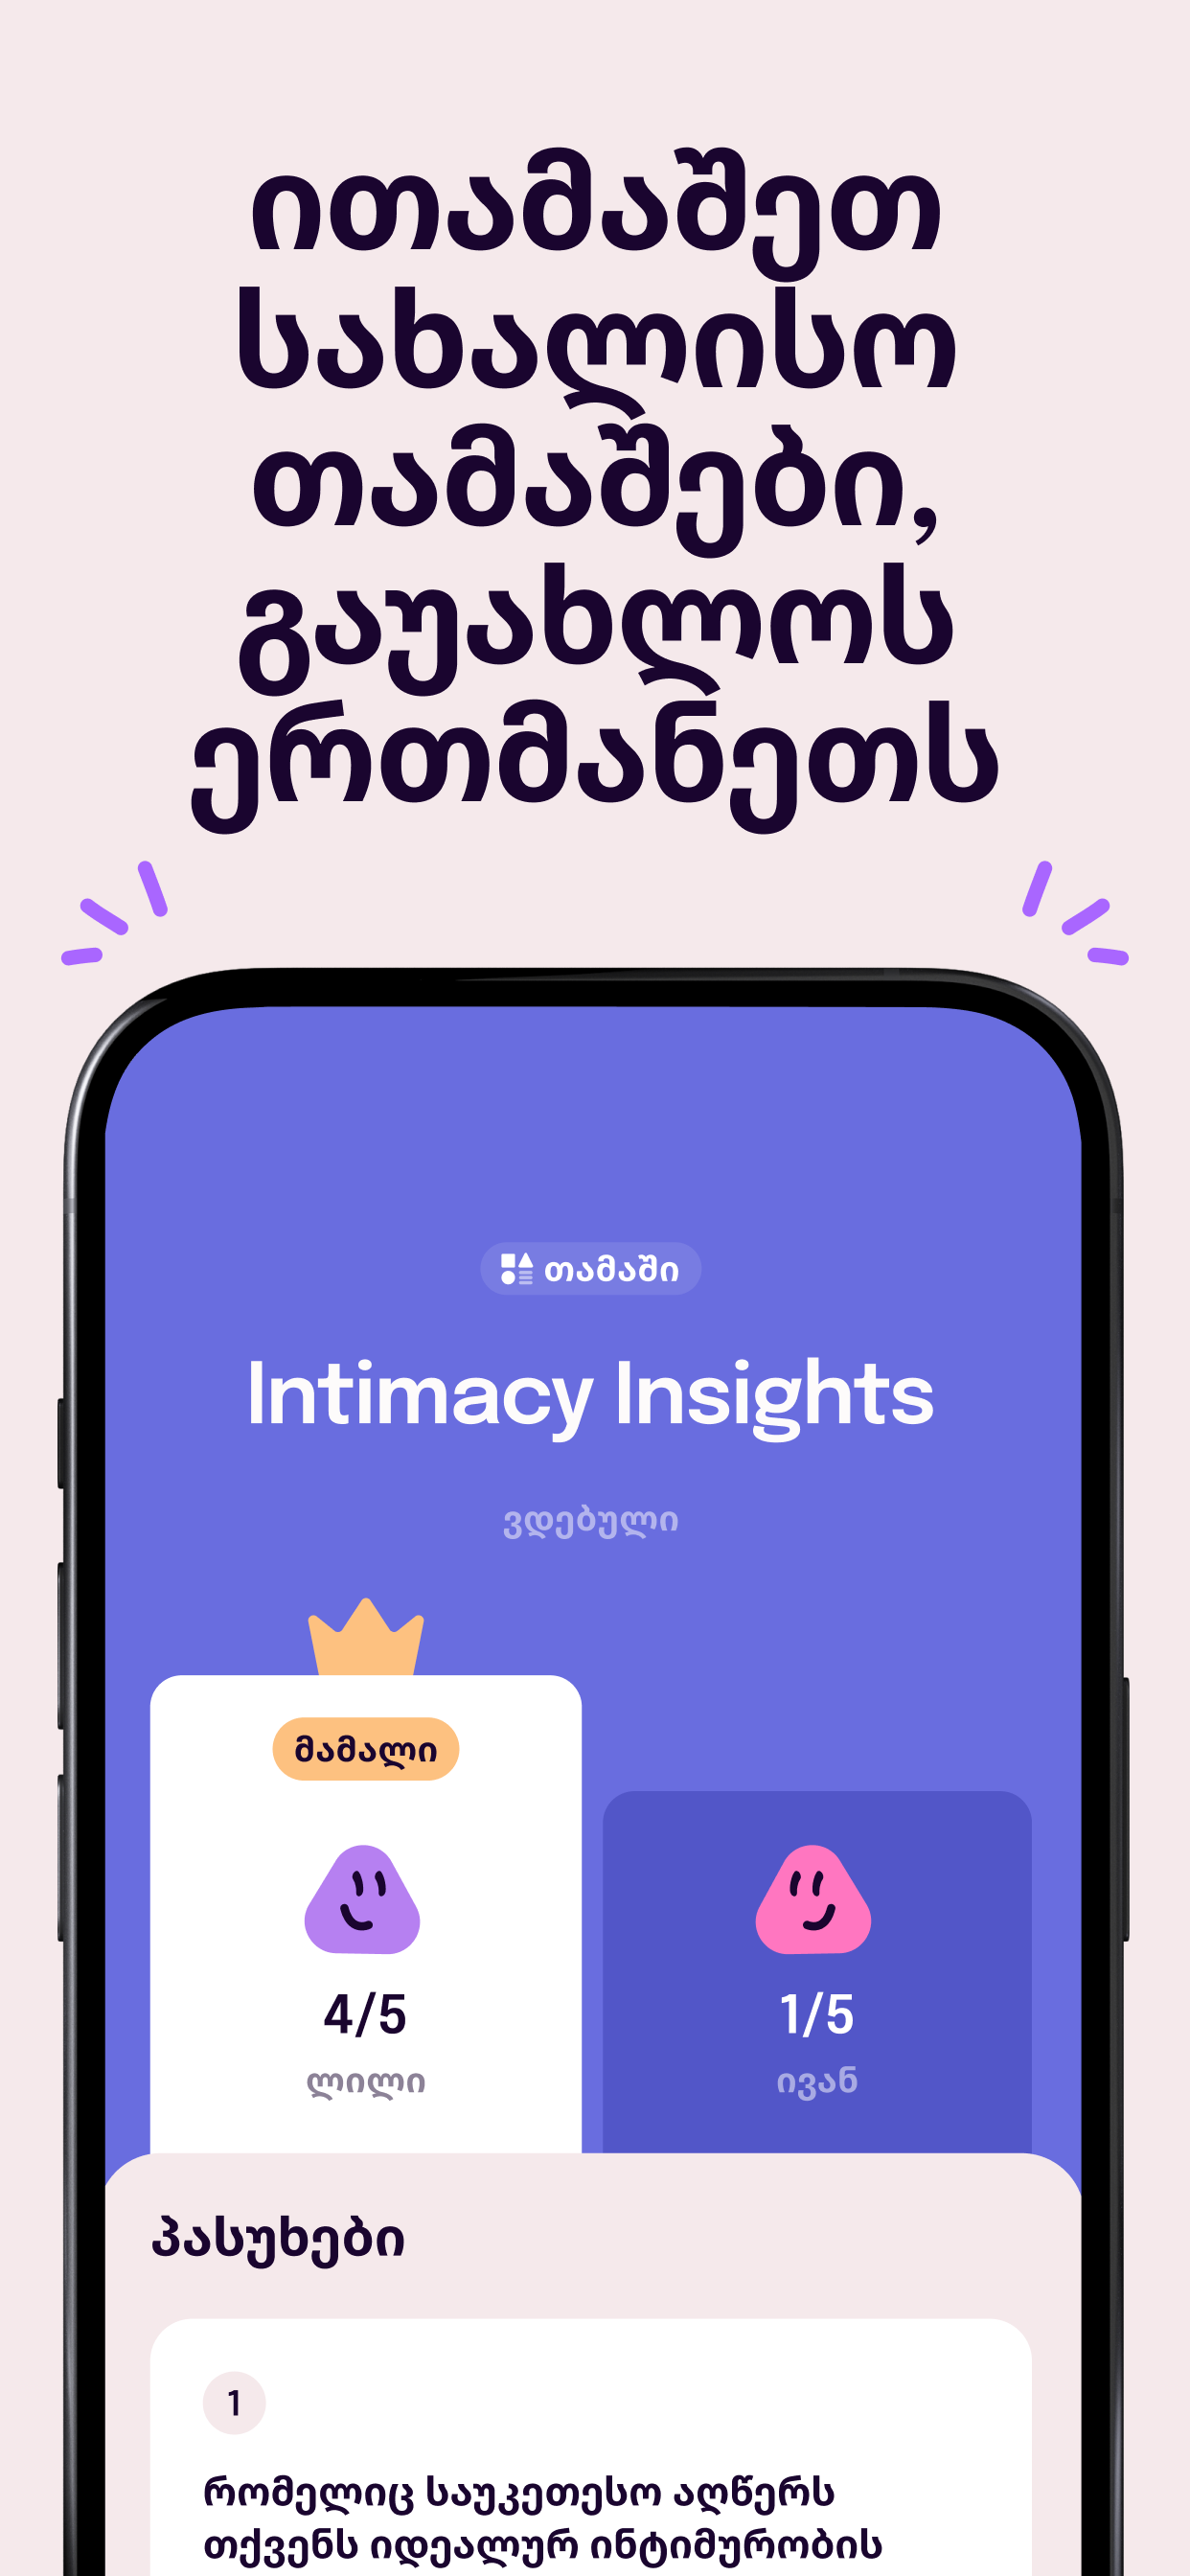 ითამაშეთ
სახალისო
თამაშები,
გაუახლოს
ერთმანეთს
თამაში
Intimacy Insights
ვდებული
მამალი
4/5
ლილი
1/5
ივან
პასუხები
1
რომელიც საუკეთესო აღწერს
თქვენს იდეალურ ინტიმურობის